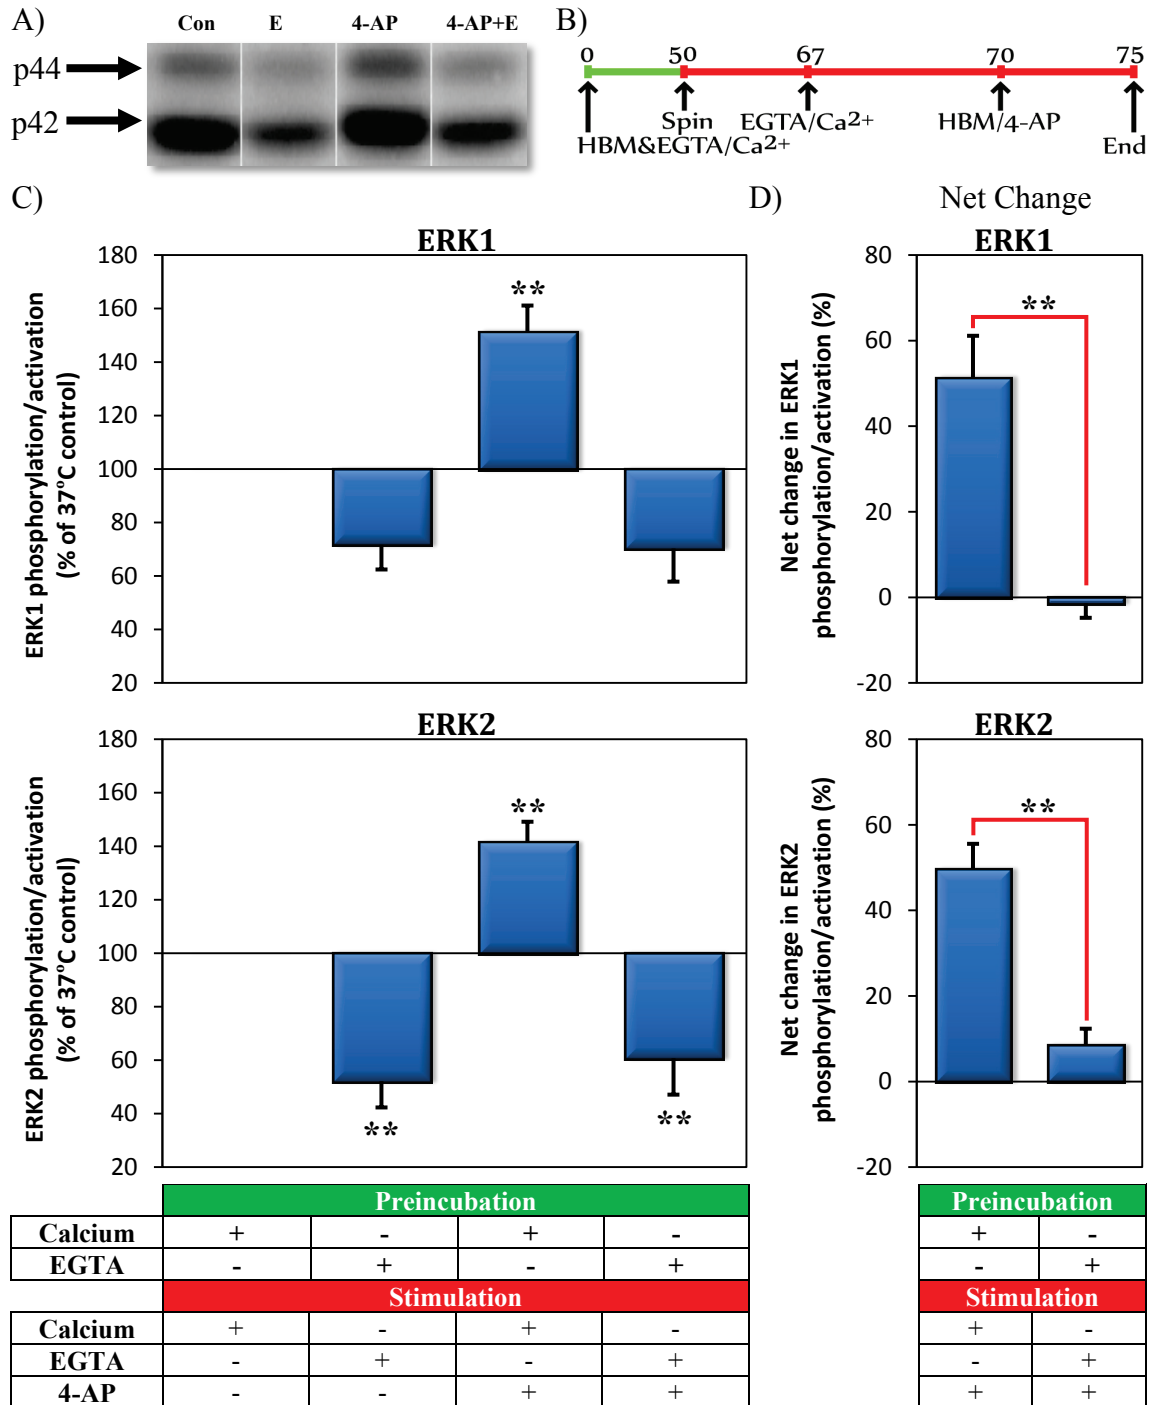 A)
Con E 4-AP 4-AP+E
p44
p42
B)
0 50 67 70 75
Spin EGTA/Ca2+ HBM/4-AP
HBM&EGTA/Ca2+ End
C)
ERK1
ERK1 phosphorylation/activation
(% of 37°C control)
180
160
140
120
100
80
60
40
20
**
ERK2
ERK2 phosphorylation/activation
(% of 37°C control)
180
160
140
120
100
80
60
40
20
**
**
**
D) Net Change
ERK1
Net change in ERK1
phosphorylation/activation (%)
80
60
40
20
0
-20
**
ERK2
Net change in ERK2
phosphorylation/activation (%)
80
60
40
20
0
-20
**
Preincubation
Calcium + - + -
EGTA - + - +
Stimulation
Calcium + - + -
EGTA - + - +
4-AP - - + +
Preincubation
+ -
- +
Stimulation
+ -
- +
+ +